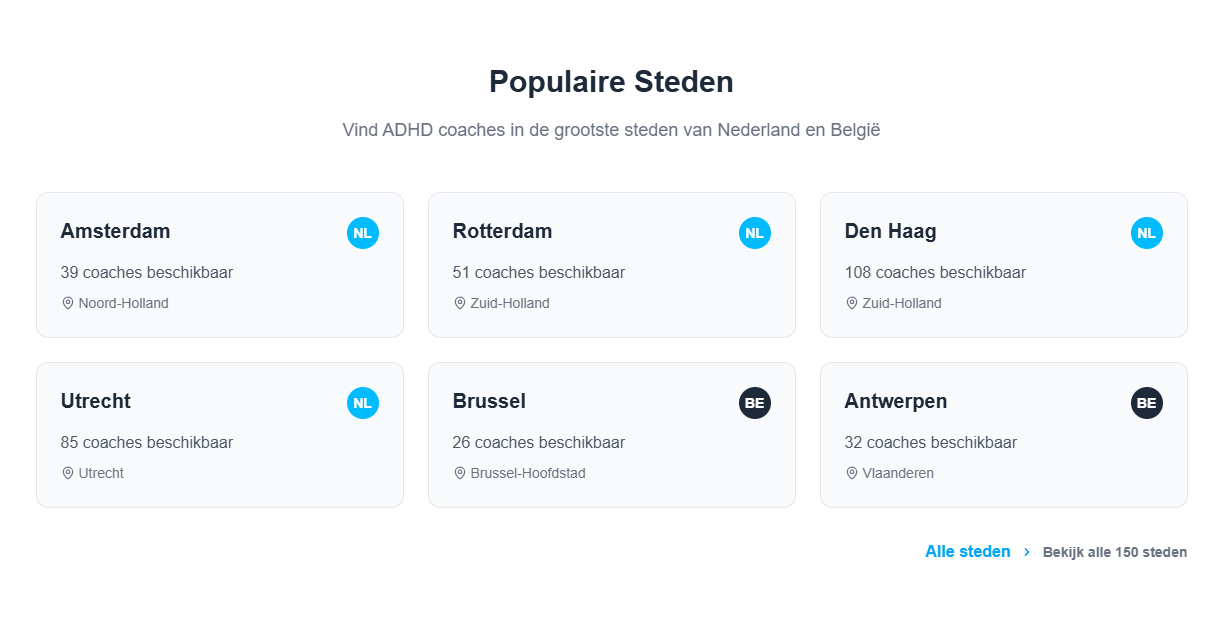 Populaire Steden
Vind ADHD coaches in de grootste steden van Nederland en België
Amsterdam
NL
39 coaches beschikbaar
Noord-Holland
Rotterdam
NL
51 coaches beschikbaar
Zuid-Holland
Den Haag
NL
108 coaches beschikbaar
Zuid-Holland
Utrecht
NL
85 coaches beschikbaar
Utrecht
Brussel
BE
26 coaches beschikbaar
Brussel-Hoofdstad
Antwerpen
BE
32 coaches beschikbaar
Vlaanderen
Alle steden > Bekijk alle 150 steden